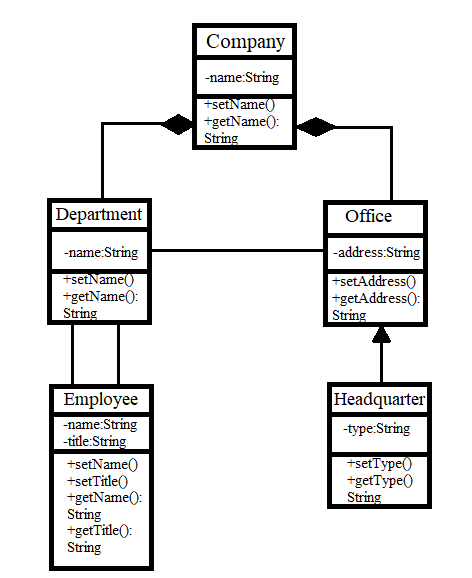 Company
-name:String
+setName()
+getName():
String
Department
-name:String
+setName()
+getName():
String
Office
-address:String
+setAddress()
+getAddress():
String
Employee
-name:String
-title:String
+setName()
+setTitle()
+getName():
String
+getTitle():
String
Headquarter
-type:String
+setType()
+getType()
String